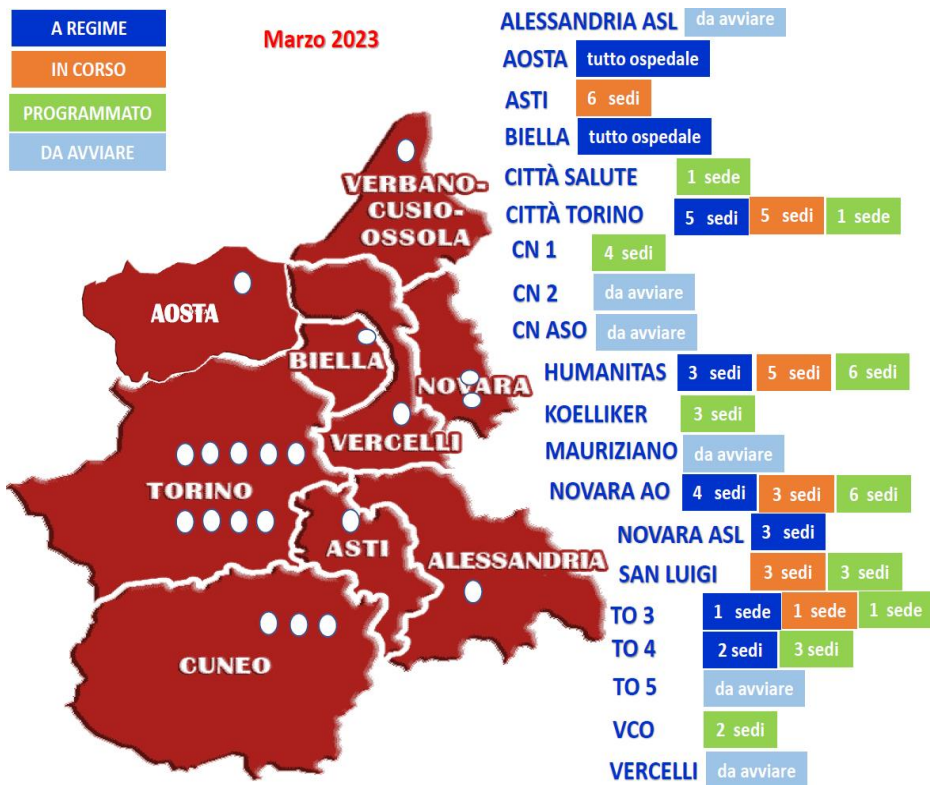 A REGIME
IN CORSO
PROGRAMMATO
DA AVVIARE
Marzo 2023
VERBANO-
CUSIO-
OSSOLA
AOSTA
BIELLA
NOVARA
VERCELLI
TORINO
ASTI
ALESSANDRIA
CUNEO
ALESSANDRIA ASL da avviare
AOSTA tutto ospedale
ASTI 6 sedi
BIELLA tutto ospedale
CITTÀ SALUTE 1 sede
CITTÀ TORINO 5 sedi 5 sedi 1 sede
CN 1 4 sedi
CN 2 da avviare
CN ASO da avviare
HUMANITAS 3 sedi 5 sedi 6 sedi
KOELLIKER 3 sedi
MAURIZIANO da avviare
NOVARA AO 4 sedi 3 sedi 6 sedi
NOVARA ASL 3 sedi
SAN LUIGI 3 sedi 3 sedi
TO 3 1 sede 1 sede 1 sede
TO 4 2 sedi 3 sedi
TO 5 da avviare
VCO 2 sedi
VERCELLI da avviare